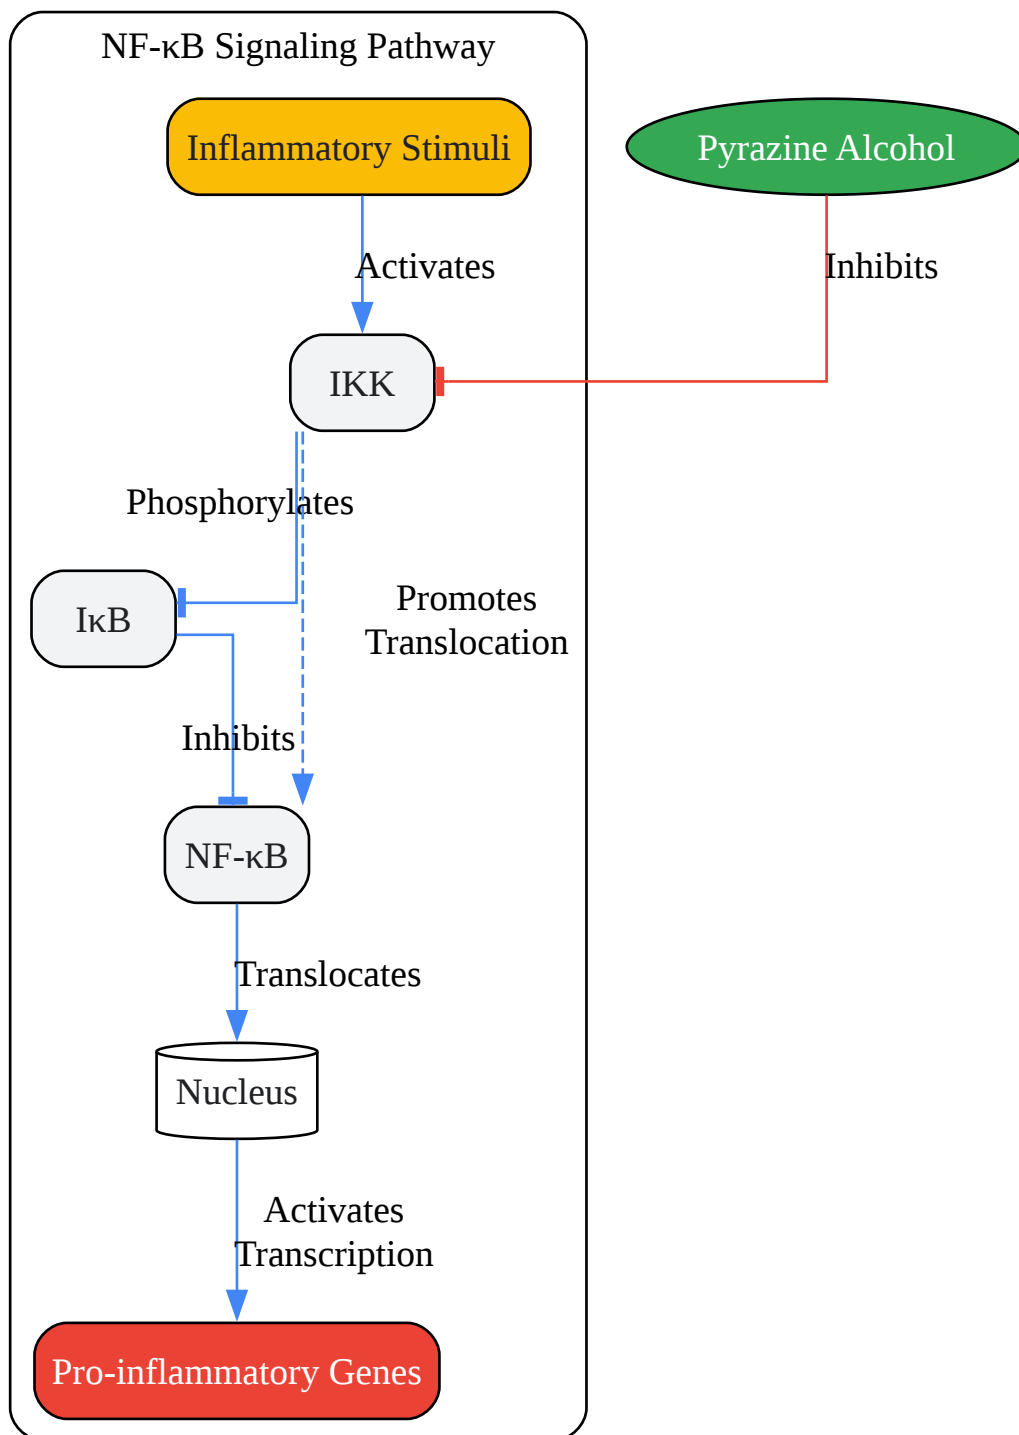 NF-κB Signaling Pathway
Inflammatory Stimuli
Pyrazine Alcohol
Activates
Inhibits
IKK
Phosphorylates
Promotes
Translocation
IκB
Inhibits
NF-κB
Translocates
Nucleus
Activates
Transcription
Pro-inflammatory Genes